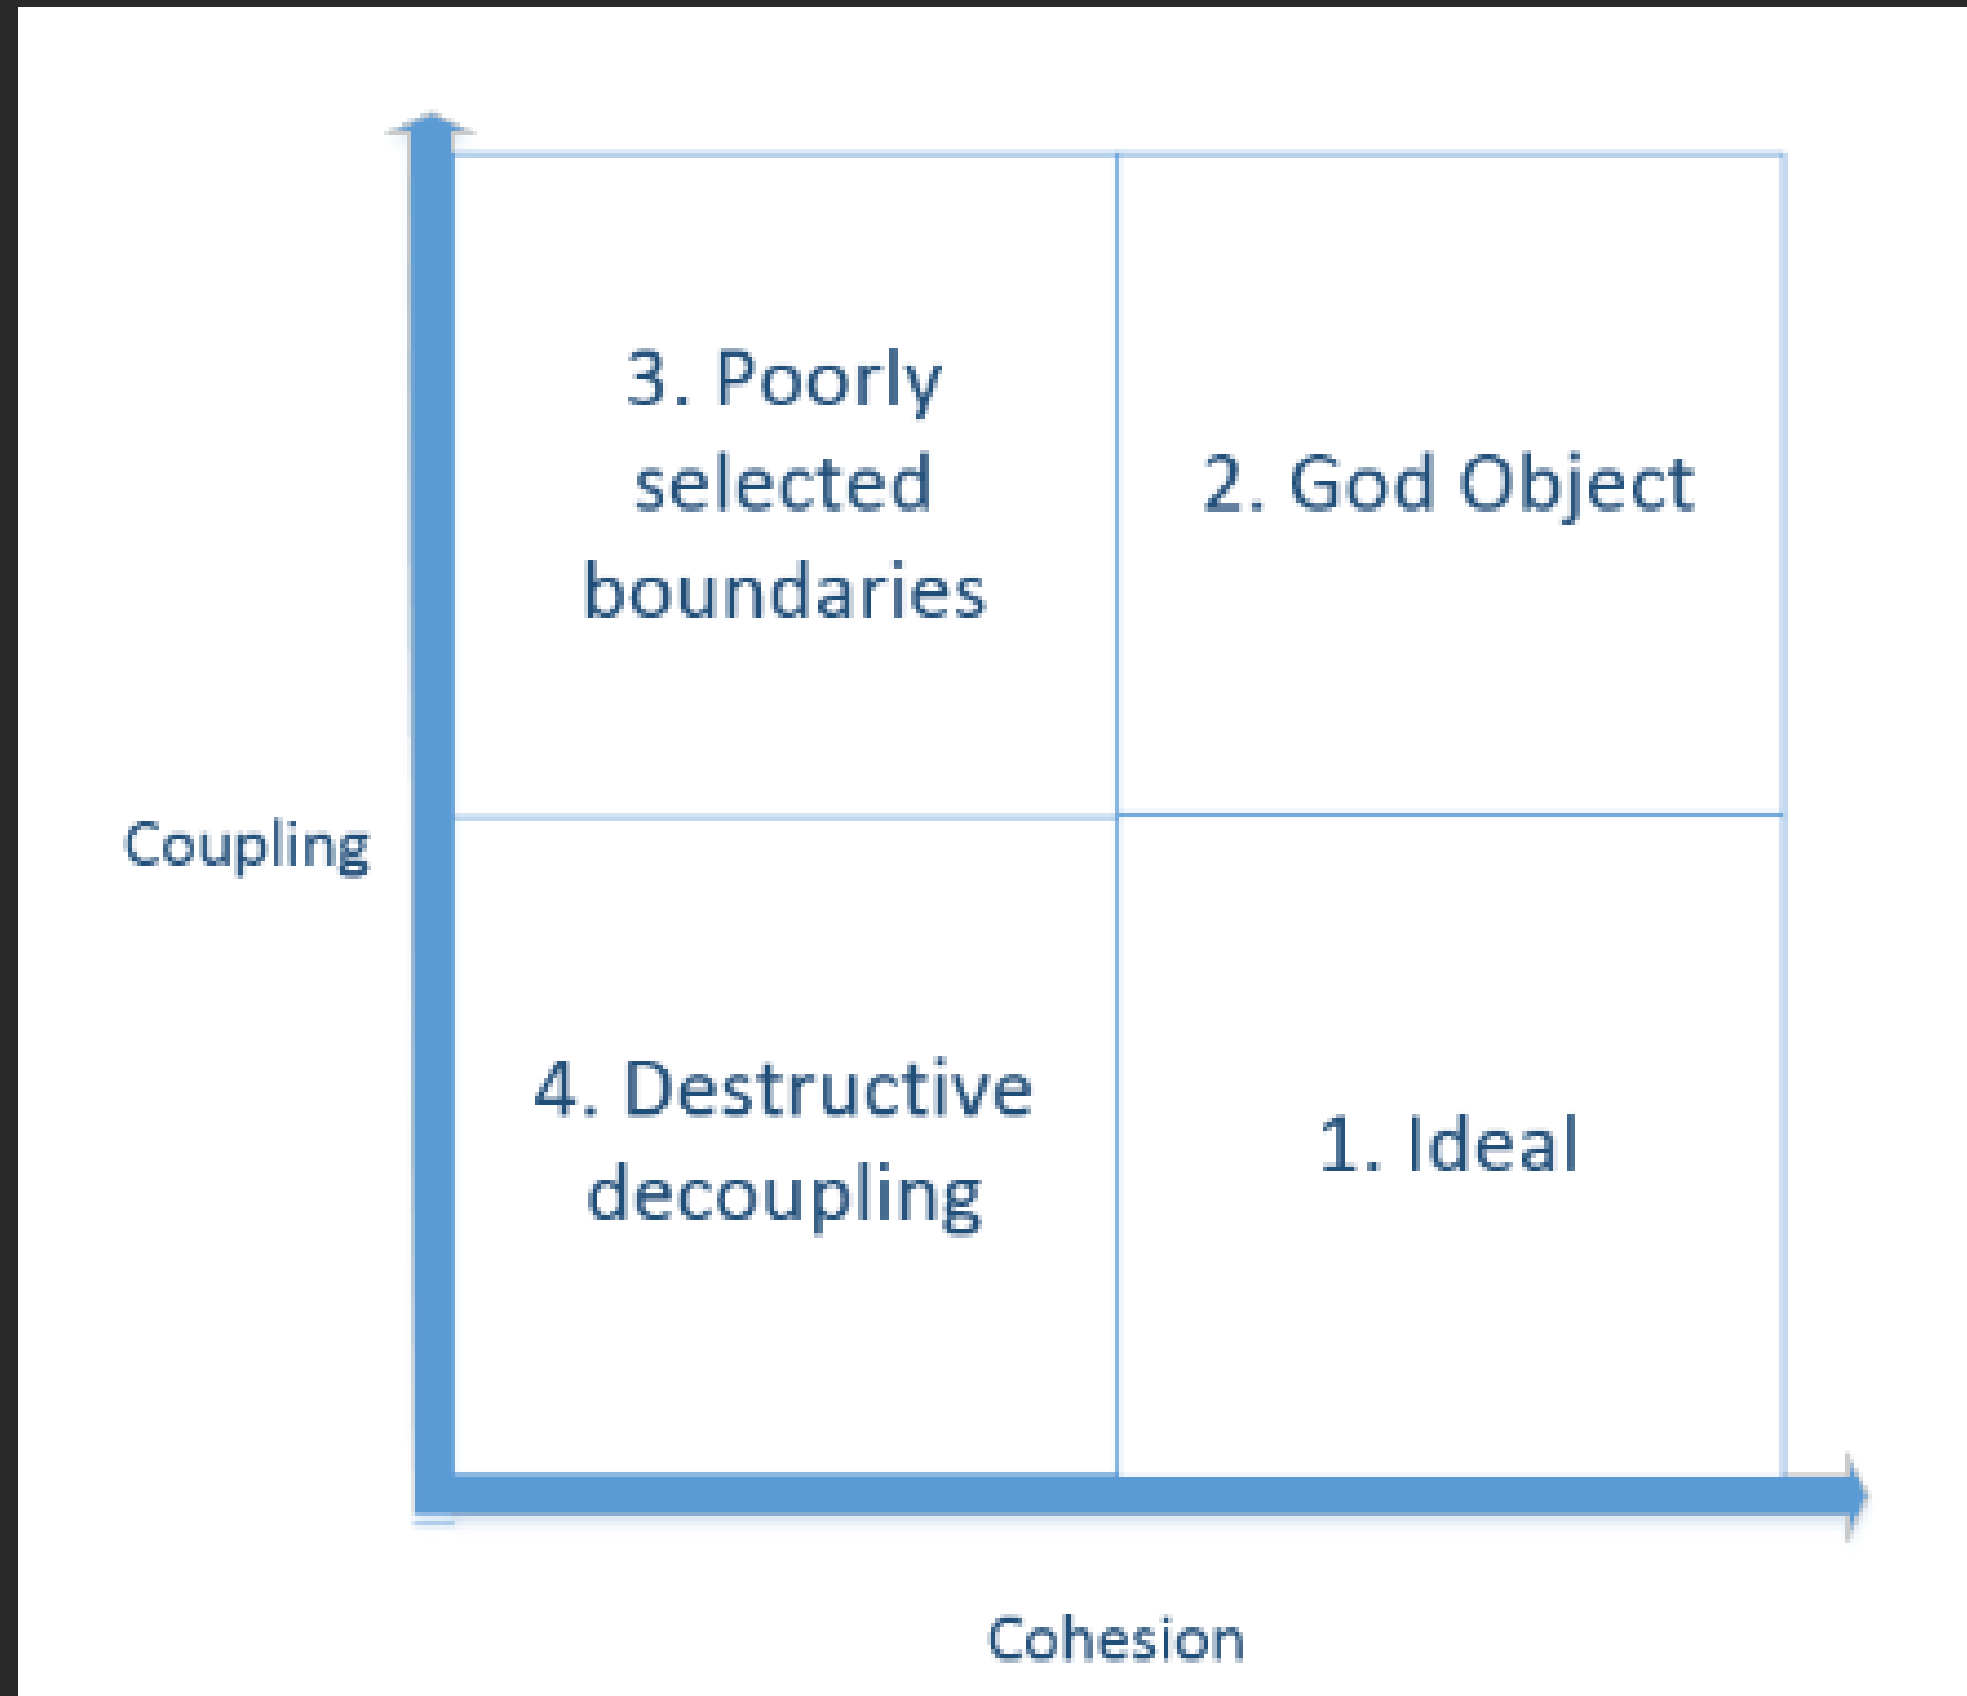 3. Poorly
selected
boundaries
2. God Object
Coupling
4. Destructive
decoupling
1. Ideal
Cohesion